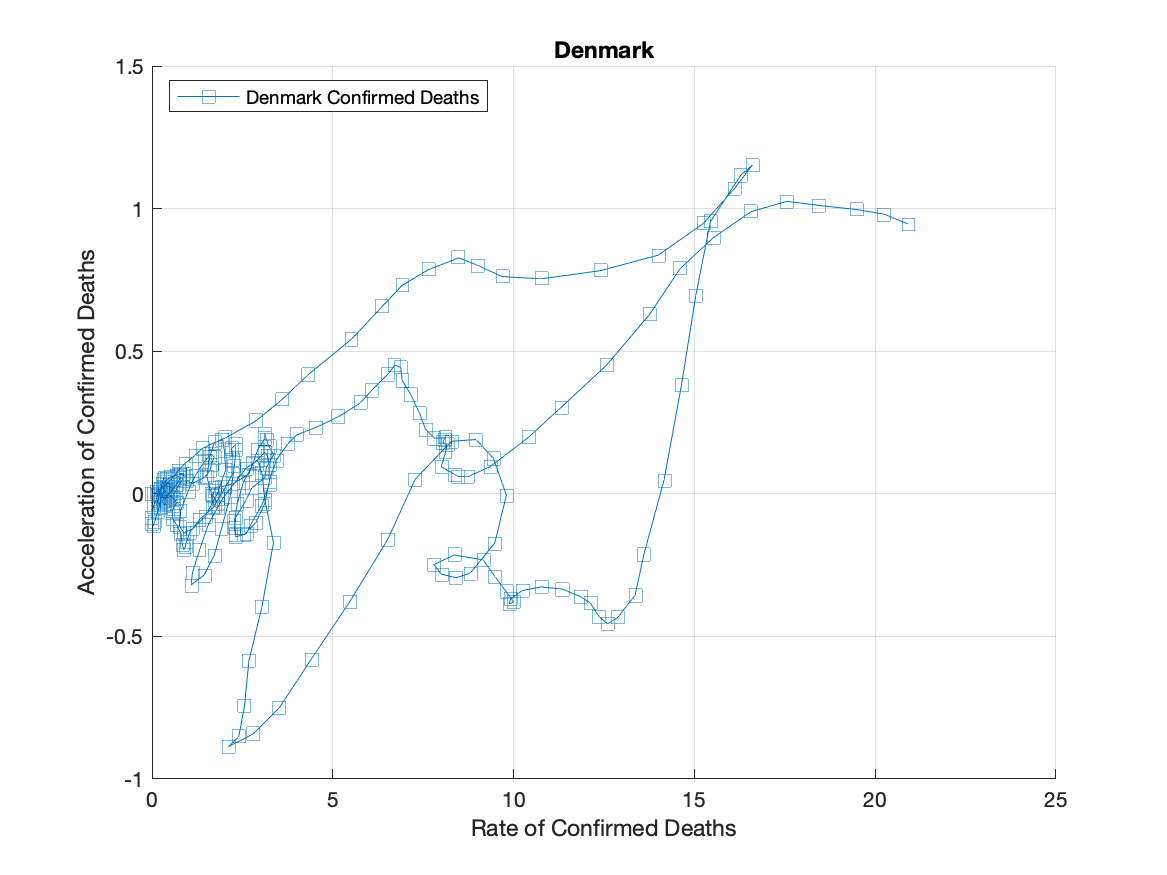 Denmark
1.5
Denmark Confirmed Deaths
1
0.5
0
-0.5
-1
Acceleration of Confirmed Deaths
0 5 10 15 20 25
Rate of Confirmed Deaths